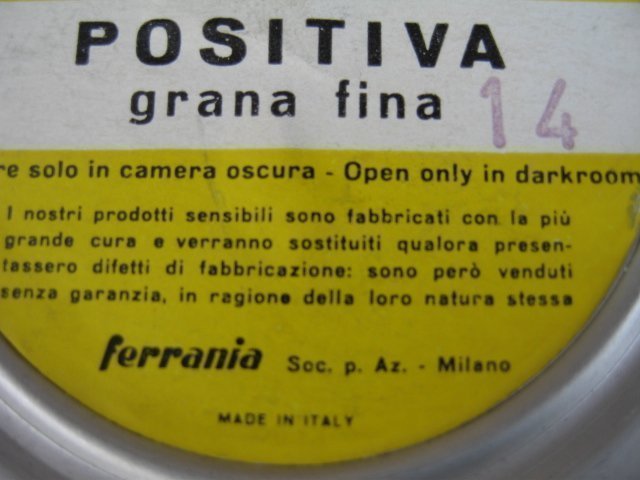 POSITIVA
grana fina 14
re solo in camera oscura - Open only in darkroom
I nostri prodotti sensibili sono fabbricati con la più
grande cura e verranno sostituiti qualora presen-
tassero difetti di fabbricazione: sono però venduti
senza garanzia, in ragione della loro natura stessa
ferrania Soc. p. Az. - Milano
MADE IN ITALY